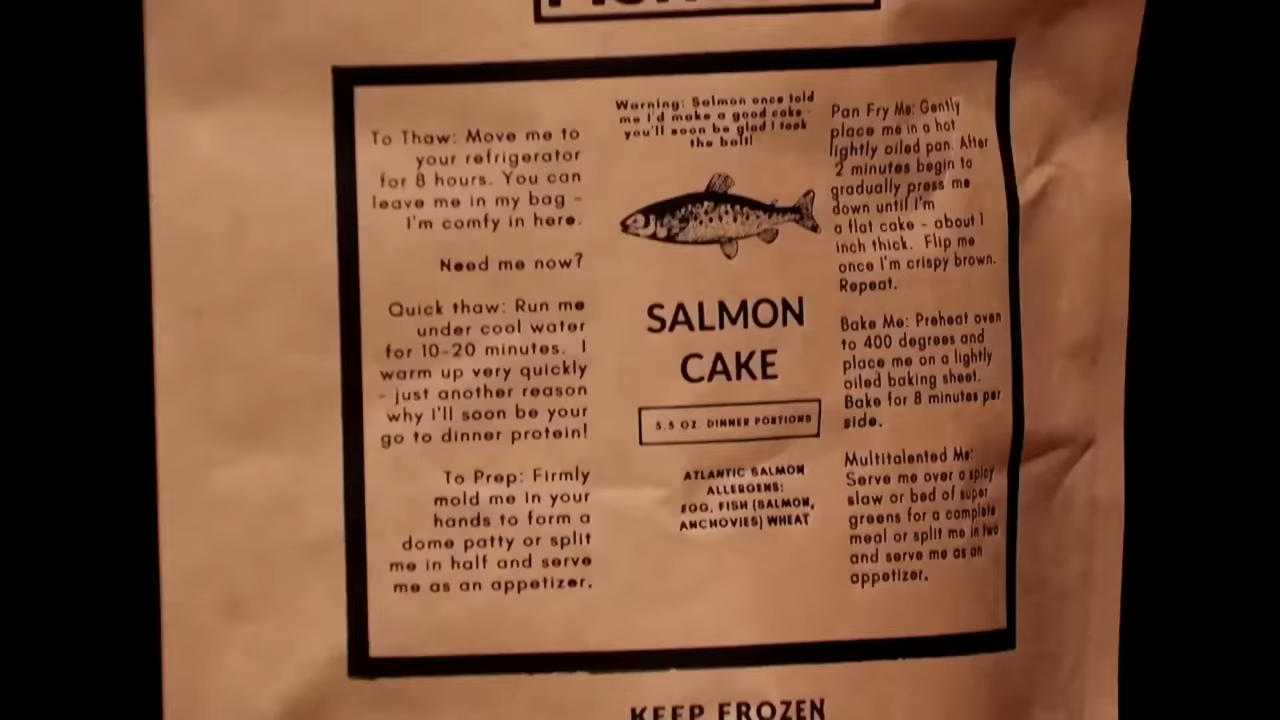 To Thaw: Move me to
your refrigerator
for 8 hours. You can
leave me in my bag -
I'm comfy in here.
Need me now?
Quick thaw: Run me
under cool water
for 10-20 minutes. I
warm up very quickly
- just another reason
why I'll soon be your
go to dinner protein!
To Prep: Firmly
mold me in your
hands to form a
dome patty or split
me in half and serve
me as an appetizer.
Warning: Salmon once told
me I'd make a good cake -
you'll soon be glad I took
the bait!
SALMON
CAKE
5.5 OZ. DINNER PORTIONS
ATLANTIC SALMON
ALLERGENS:
EGG, FISH (SALMON,
ANCHOVIES) WHEAT
Pan Fry Me: Gently
place me in a hot
lightly oiled pan. After
2 minutes begin to
gradually press me
down until I'm
a flat cake - about 1
inch thick. Flip me
once I'm crispy brown.
Repeat.
Bake Me: Preheat oven
to 400 degrees and
place me on a lightly
oiled baking sheet.
Bake for 8 minutes per
side.
Multitalented Me:
Serve me over a spicy
slaw or bed of super
greens for a complete
meal or split me in two
and serve me as an
appetizer.
KEEP FROZEN